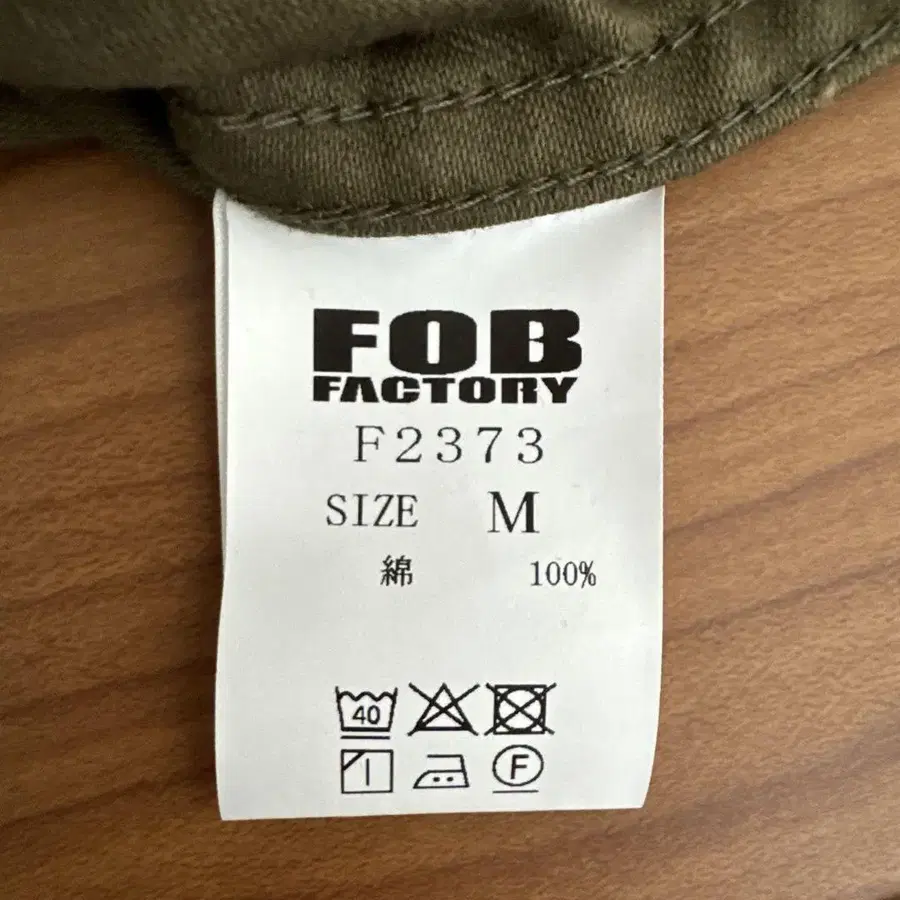 FOB
FACTORY
F2373
SIZE M
綿 100%
40
F